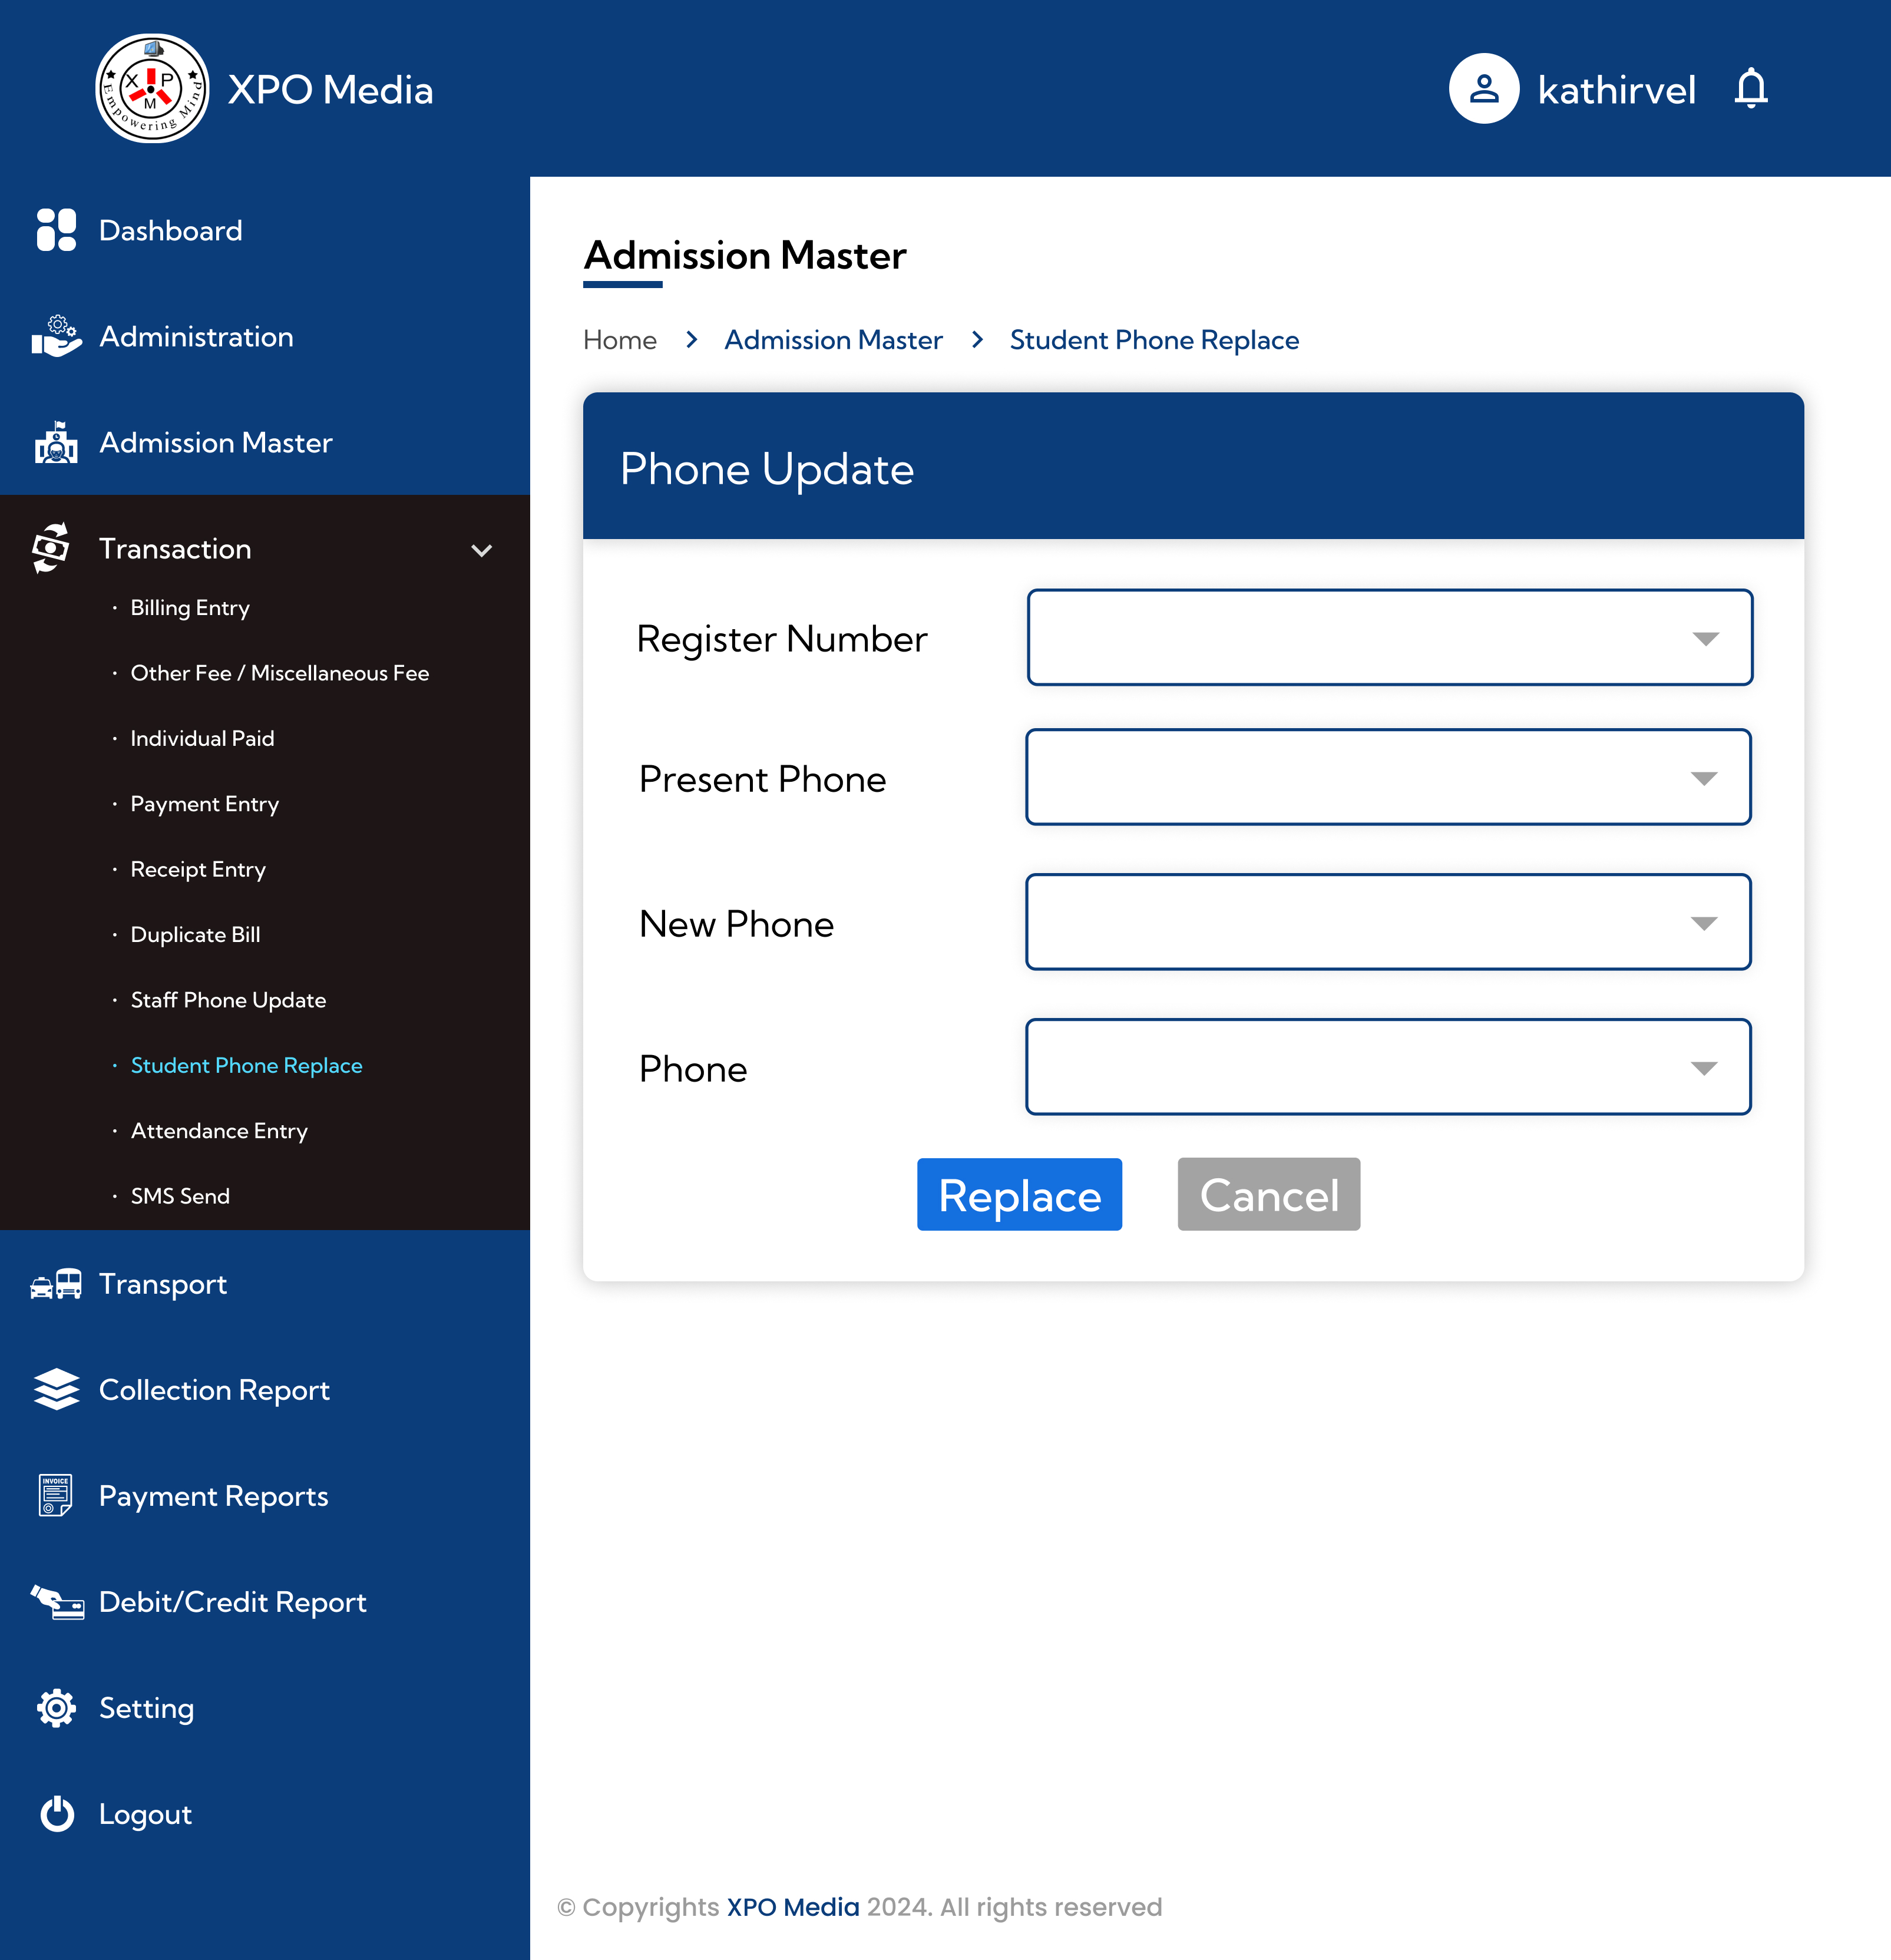 X P M
Empowering Mind
XPO Media
kathirvel
Dashboard
Administration
Admission Master
Transaction
· Billing Entry
· Other Fee / Miscellaneous Fee
· Individual Paid
· Payment Entry
· Receipt Entry
· Duplicate Bill
· Staff Phone Update
· Student Phone Replace
· Attendance Entry
· SMS Send
Transport
Collection Report
INVOICE
Payment Reports
Debit/Credit Report
Setting
Logout
Admission Master
Home > Admission Master > Student Phone Replace
Phone Update
Register Number
Present Phone
New Phone
Phone
Replace Cancel
© Copyrights XPO Media 2024. All rights reserved